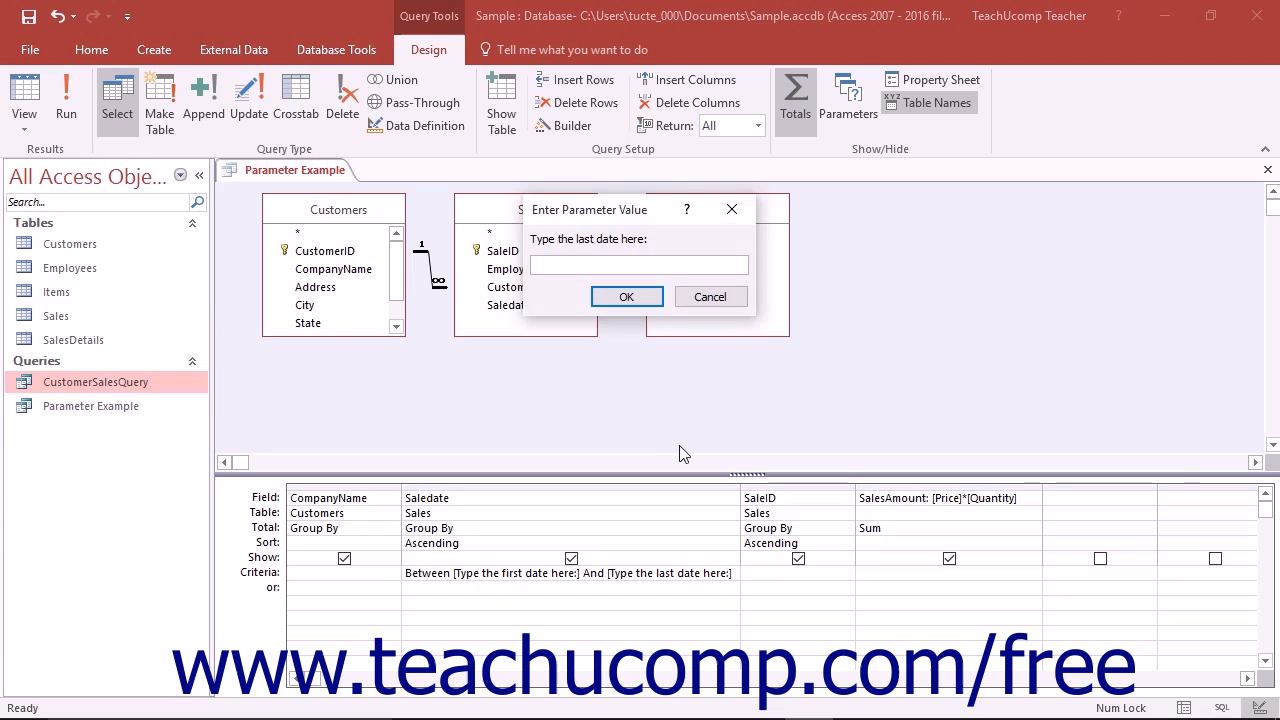 Query Tools
Sample : Database- C:\Users\tucte_000\Documents\Sample.accdb (Access 2007 - 2016 fil...
TeachUcomp Teacher
?
File
Home
Create
External Data
Database Tools
Design
Tell me what you want to do
View
Run
Select
Make Table
Append
Update
Crosstab
Delete
Union
Pass-Through
Data Definition
Show Table
Insert Rows
Delete Rows
Builder
Insert Columns
Delete Columns
Return: All
Totals
Parameters
Property Sheet
XYZ Table Names
Results
Query Type
Query Setup
Show/Hide
All Access Obje...
Search...
Tables
Customers
Employees
Items
Sales
SalesDetails
Queries
CustomerSalesQuery
Parameter Example
Parameter Example
Customers
*
CustomerID
CompanyName
Address
City
State
1
∞
S
*
SaleID
Employ
Custom
Saledat
Enter Parameter Value
?
Type the last date here:
OK
Cancel
Field: CompanyName Saledate SaleID SalesAmount: [Price]*[Quantity]
Table: Customers Sales Sales
Total: Group By Group By Group By Sum
Sort: Ascending Ascending
Show:
Criteria: Between [Type the first date here:] And [Type the last date here:]
or:
www.teachucomp.com/free
Ready
Num Lock
SQL